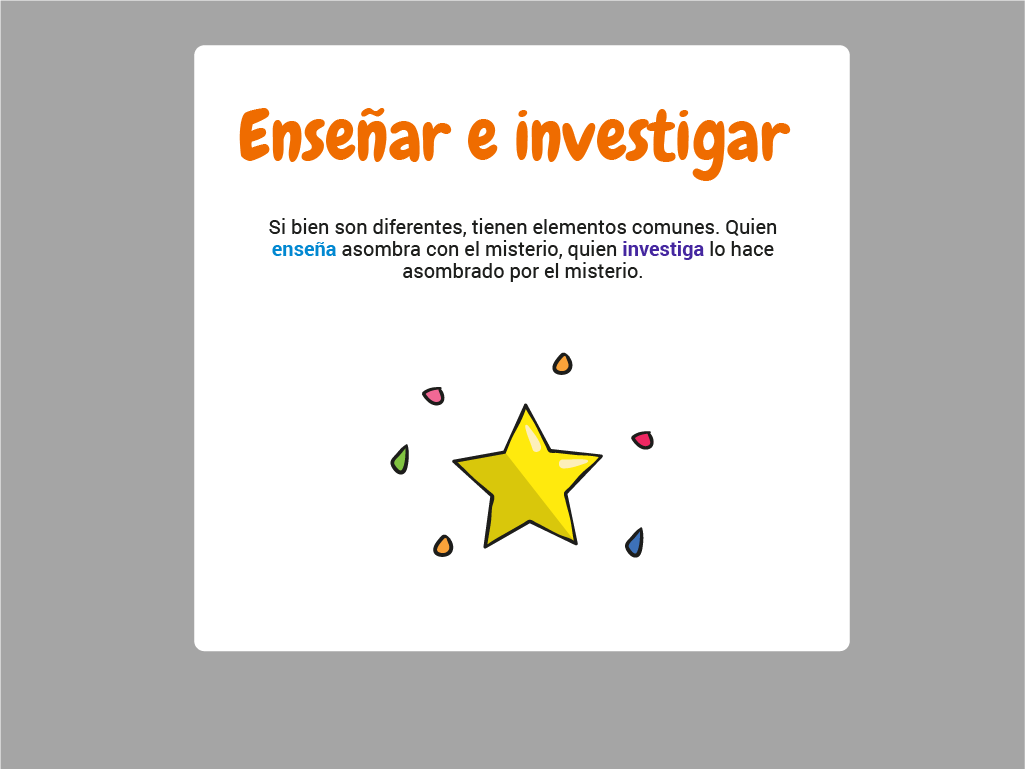 Enseñar e investigar
Si bien son diferentes, tienen elementos comunes. Quien
enseña asombra con el misterio, quien investiga lo hace
asombrado por el misterio.